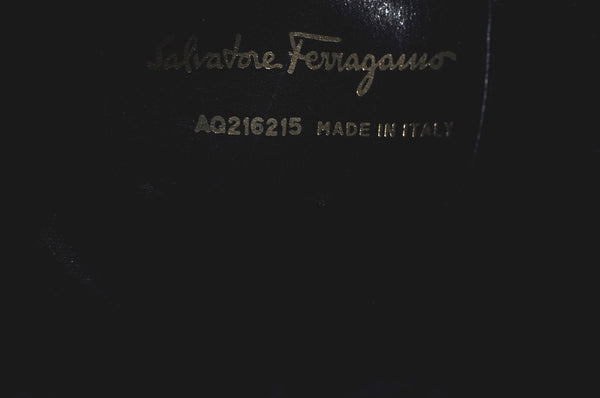 Salvatore Ferragamo
AQ216215 MADE IN ITALY